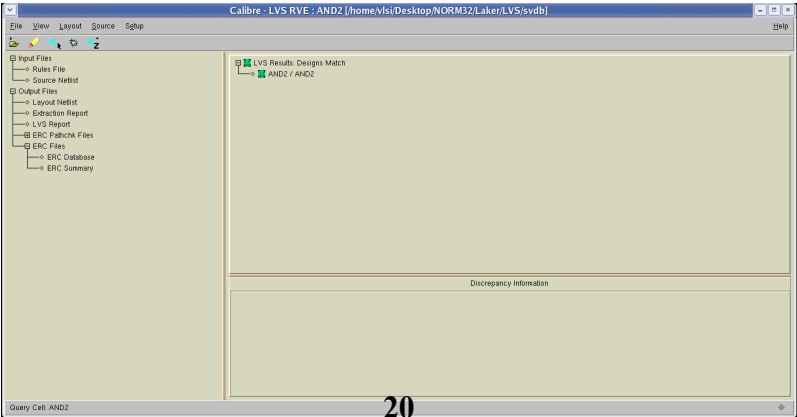 Calibre - LVS RVE : AND2 [/home/vlsi/Desktop/NORM32/Laker/LVS/svdb]
File View Layout Source Setup Help
Input Files
Rules File
Source Netlist
Output Files
Layout Netlist
Extraction Report
LVS Report
ERC Pathchk Files
ERC Files
ERC Database
ERC Summary
LVS Results: Designs Match
AND2 / AND2
Discrepancy Information
Query Cell: AND2
20